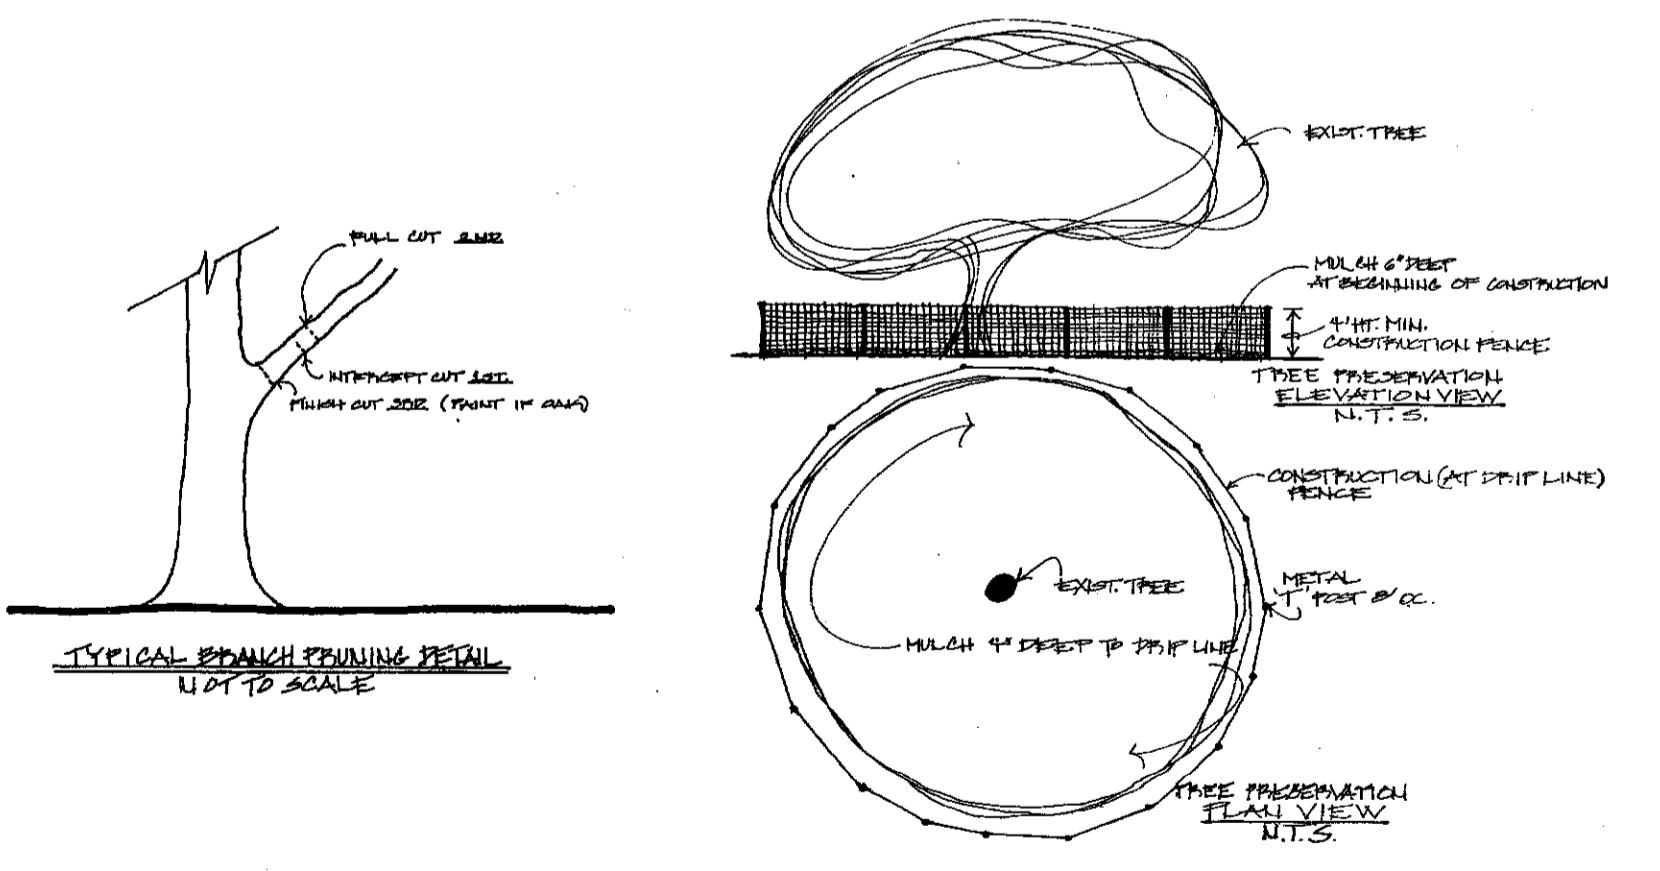 FULL CUT 2ND
INTERCEPT CUT 1ST.
FINISH CUT 3RD (PAINT IF OAK)
TYPICAL BRANCH PRUNING DETAIL
NOT TO SCALE
EXIST. TREE
MULCH 6" DEEP
AT BEGINNING OF CONSTRUCTION
4' HT. MIN.
CONSTRUCTION FENCE
TREE PRESERVATION
ELEVATION VIEW
N.T.S.
CONSTRUCTION (AT DRIP LINE)
FENCE
EXIST. TREE
METAL
'T' POST 8' O.C.
MULCH 4" DEEP TO DRIP LINE
TREE PRESERVATION
PLAN VIEW
N.T.S.